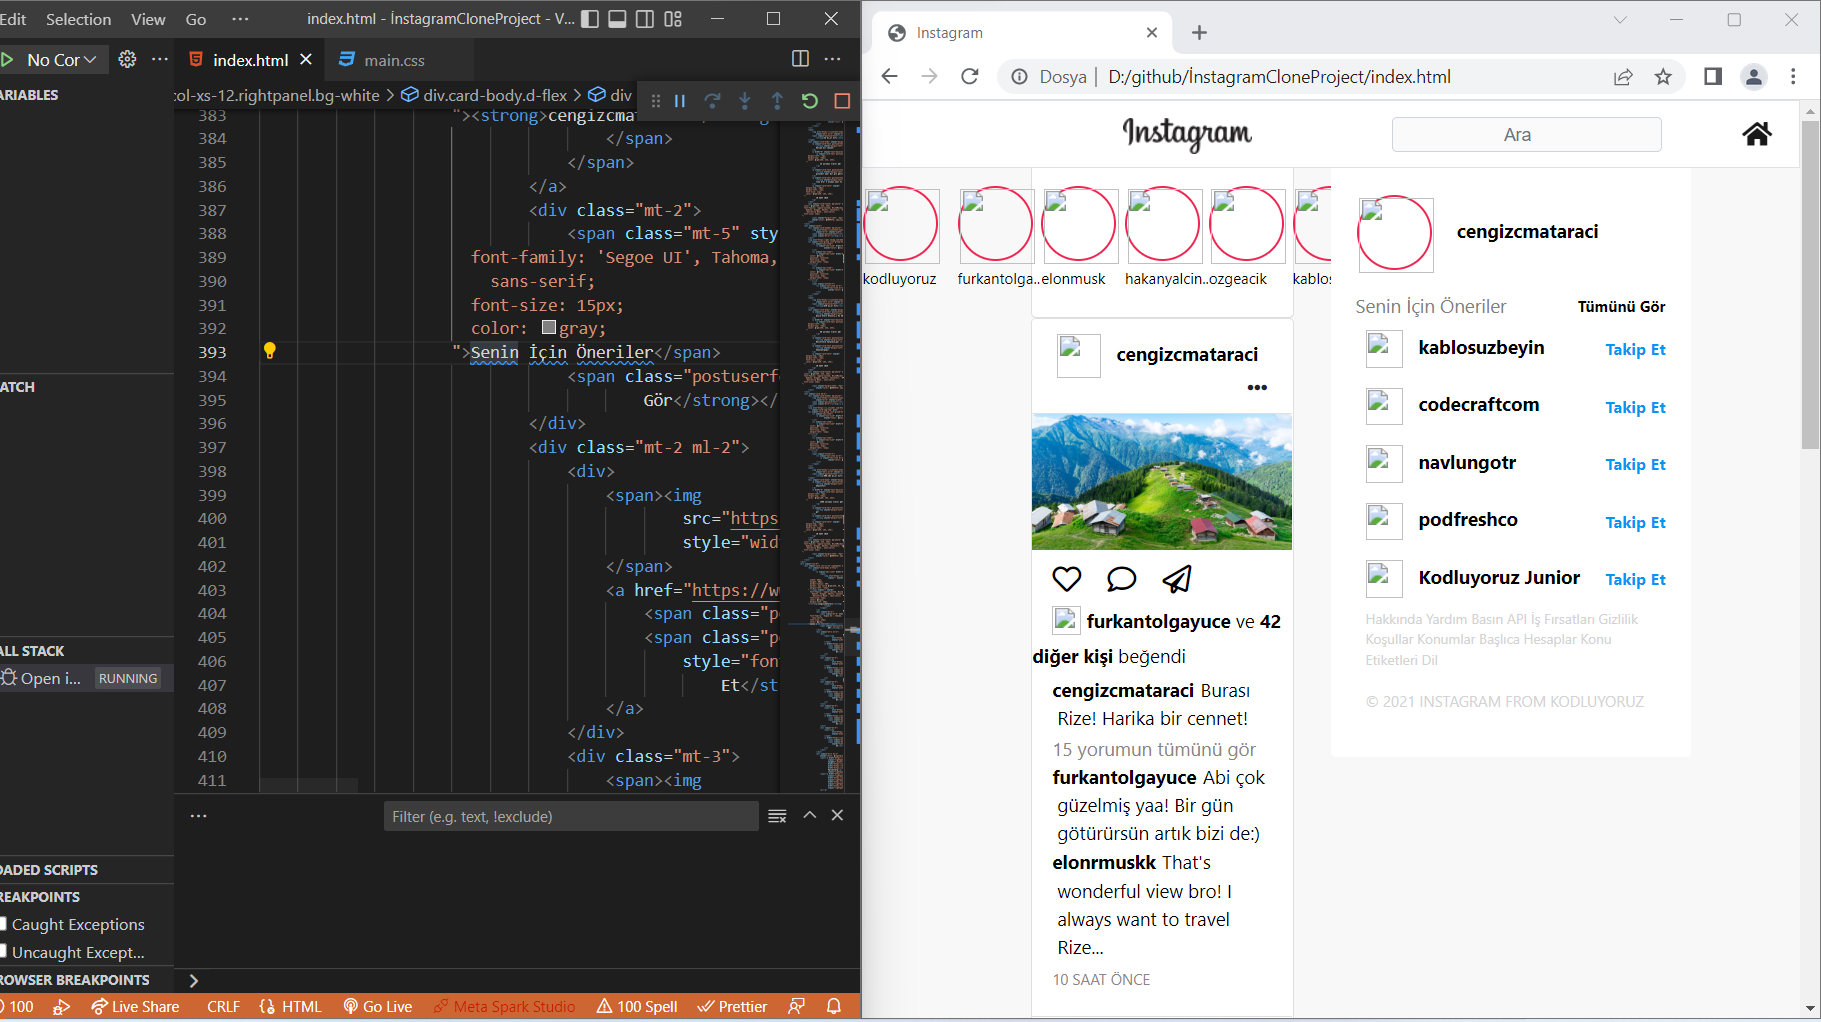 Edit Selection View Go ··· index.html - İnstagramCloneProject - V...
No Cor
index.html
main.css
col-xs-12.rightpanel.bg-white > div.card-body.d-flex > div
383 "><strong>cengizcmat
384 </span>
385 </span>
386 </a>
387 <div class="mt-2">
388 <span class="mt-5" sty
389 font-family: 'Segoe UI', Tahoma,
390 sans-serif;
391 font-size: 15px;
392 color: gray;
393 ">Senin İçin Öneriler</span>
394 <span class="postuserf
395 Gör</strong></
396 </div>
397 <div class="mt-2 ml-2">
398 <div>
399 <span><img
400 src="https
401 style="wid
402 </span>
403 <a href="https://w
404 <span class="p
405 <span class="p
406 style="fon
407 Et</st
408 </a>
409 </div>
410 <div class="mt-3">
411 <span><img
ARIABLES
ATCH
ALL STACK
Open i... RUNNING
OADED SCRIPTS
REAKPOINTS
Caught Exceptions
Uncaught Except...
ROWSER BREAKPOINTS
Filter (e.g. text, !exclude)
100 Live Share CRLF HTML Go Live Meta Spark Studio 100 Spell Prettier
Instagram
Dosya | D:/github/İnstagramCloneProject/index.html
Instagram
Ara
kodluyoruz furkantolga.. elonmusk hakanyalcin.. ozgeacik kablos
cengizcmataraci
•••
furkantolgayuce ve 42
diğer kişi beğendi
cengizcmataraci Burası
Rize! Harika bir cennet!
15 yorumun tümünü gör
furkantolgayuce Abi çok
güzelmiş yaa! Bir gün
götürürsün artık bizi de:)
elonrmuskk That's
wonderful view bro! I
always want to travel
Rize...
10 SAAT ÖNCE
cengizcmataraci
Senin İçin Öneriler Tümünü Gör
kablosuzbeyin Takip Et
codecraftcom Takip Et
navlungotr Takip Et
podfreshco Takip Et
Kodluyoruz Junior Takip Et
Hakkında Yardım Basın API İş Fırsatları Gizlilik
Koşullar Konumlar Başlıca Hesaplar Konu
Etiketleri Dil
© 2021 INSTAGRAM FROM KODLUYORUZ